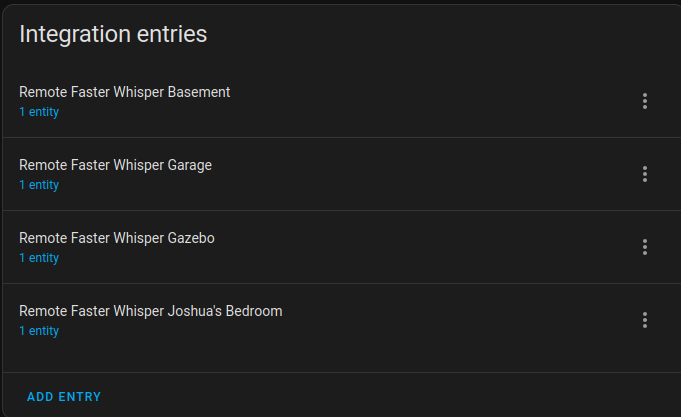 Integration entries
Remote Faster Whisper Basement
1 entity
Remote Faster Whisper Garage
1 entity
Remote Faster Whisper Gazebo
1 entity
Remote Faster Whisper Joshua's Bedroom
1 entity
ADD ENTRY